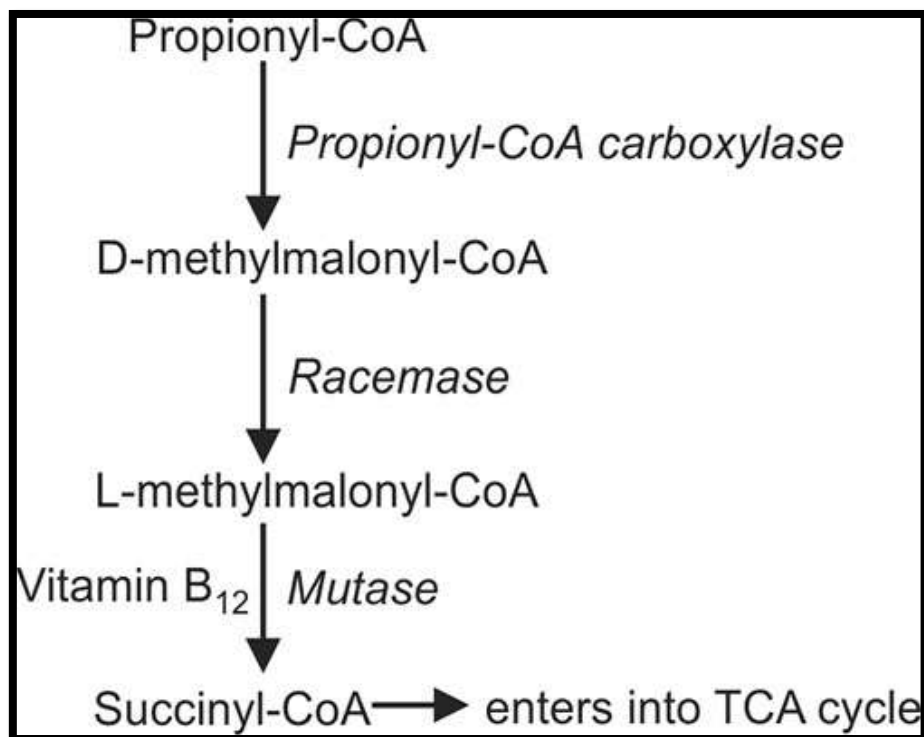 Propionyl-CoA
Propionyl-CoA carboxylase
D-methylmalonyl-CoA
Racemase
L-methylmalonyl-CoA
Vitamin B₁₂ Mutase
Succinyl-CoA enters into TCA cycle